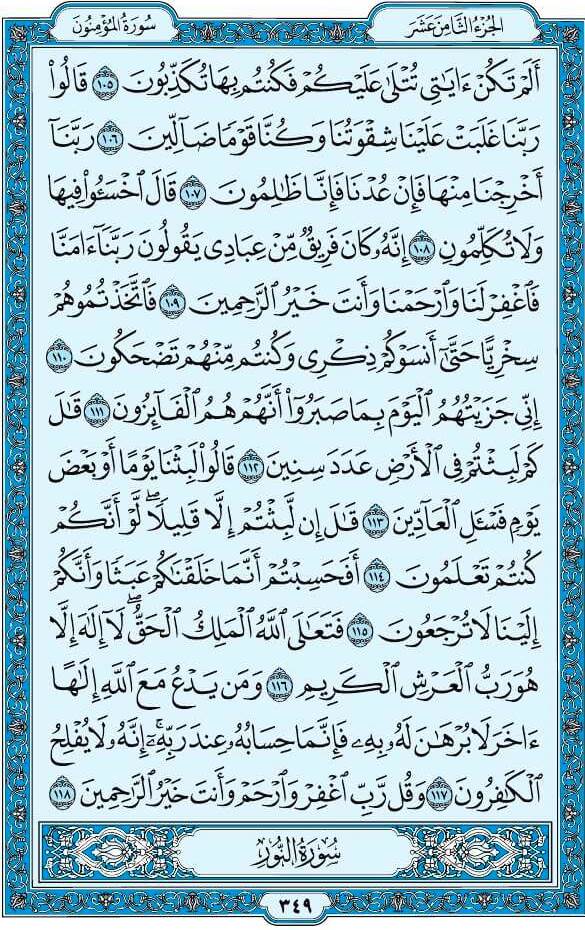 الجزء الثامن عشر
سورة المؤمنون
أَلَمْ تَكُنْ ءَايَٰتِى تُتْلَىٰ عَلَيْكُمْ فَكُنتُم بِهَا تُكَذِّبُونَ ١٠٥ قَالُوا۟
رَبَّنَا غَلَبَتْ عَلَيْنَا شِقْوَتُنَا وَكُنَّا قَوْمًا ضَآلِّينَ ١٠٦ رَبَّنَآ
أَخْرِجْنَا مِنْهَا فَإِنْ عُدْنَا فَإِنَّا ظَٰلِمُونَ ١٠٧ قَالَ ٱخْسَـُٔوا۟ فِيهَا
وَلَا تُكَلِّمُونِ ١٠٨ إِنَّهُۥ كَانَ فَرِيقٌ مِّنْ عِبَادِى يَقُولُونَ رَبَّنَآ ءَامَنَّا
فَٱغْفِرْ لَنَا وَٱرْحَمْنَا وَأَنتَ خَيْرُ ٱلرَّٰحِمِينَ ١٠٩ فَٱتَّخَذْتُمُوهُمْ
سِخْرِيًّا حَتَّىٰٓ أَنسَوْكُمْ ذِكْرِى وَكُنتُم مِّنْهُمْ تَضْحَكُونَ ١١٠
إِنِّى جَزَيْتُهُمُ ٱلْيَوْمَ بِمَا صَبَرُوٓا۟ أَنَّهُمْ هُمُ ٱلْفَآئِزُونَ ١١١ قَٰلَ
كَمْ لَبِثْتُمْ فِى ٱلْأَرْضِ عَدَدَ سِنِينَ ١١٢ قَالُوا۟ لَبِثْنَا يَوْمًا أَوْ بَعْضَ
يَوْمٍ فَسْـَٔلِ ٱلْعَآدِّينَ ١١٣ قَٰلَ إِن لَّبِثْتُمْ إِلَّا قَلِيلًا ۖ لَّوْ أَنَّكُمْ
كُنتُمْ تَعْلَمُونَ ١١٤ أَفَحَسِبْتُمْ أَنَّمَا خَلَقْنَٰكُمْ عَبَثًا وَأَنَّكُمْ
إِلَيْنَا لَا تُرْجَعُونَ ١١٥ فَتَعَٰلَى ٱللَّهُ ٱلْمَلِكُ ٱلْحَقُّ ۖ لَآ إِلَٰهَ إِلَّا
هُوَ رَبُّ ٱلْعَرْشِ ٱلْكَرِيمِ ١١٦ وَمَن يَدْعُ مَعَ ٱللَّهِ إِلَٰهًا
ءَاخَرَ لَا بُرْهَٰنَ لَهُۥ بِهِۦ فَإِنَّمَا حِسَابُهُۥ عِندَ رَبِّهِۦٓ ۚ إِنَّهُۥ لَا يُفْلِحُ
ٱلْكَٰفِرُونَ ١١٧ وَقُل رَّبِّ ٱغْفِرْ وَٱرْحَمْ وَأَنتَ خَيْرُ ٱلرَّٰحِمِينَ ١١٨
سورة النور
٣٤٩